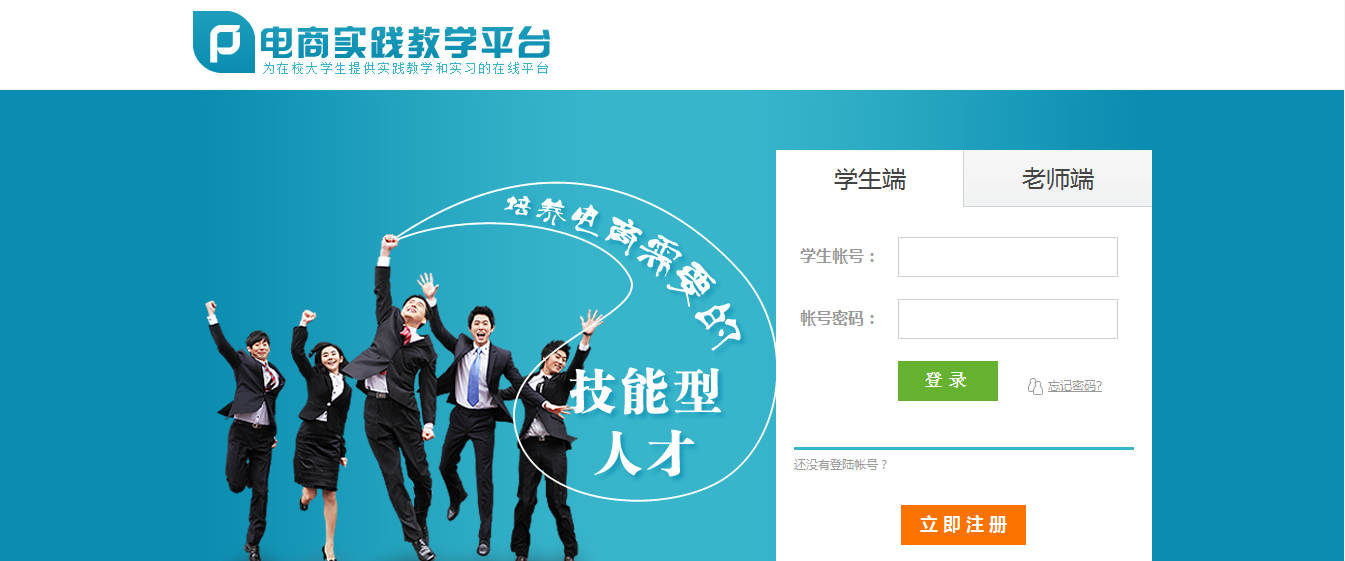 电商实践教学平台
为在校大学生提供实践教学和实习的在线平台
培养电商需要的
技能型
人才
学生端
老师端
学生帐号：
帐号密码：
登 录
忘记密码?
还没有登陆帐号？
立即注册